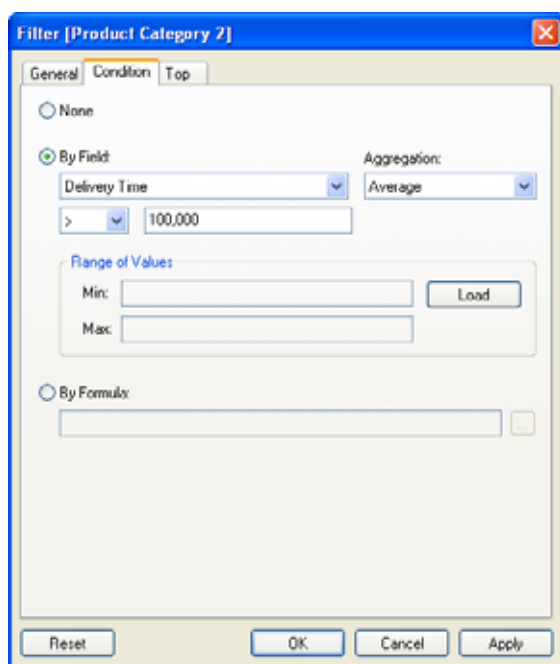 Filter [Product Category 2]
General Condition Top
None
By Field: Aggregation:
Delivery Time Average
> 100,000
Range of Values
Min: Load
Max:
By Formula:
...
Reset OK Cancel Apply